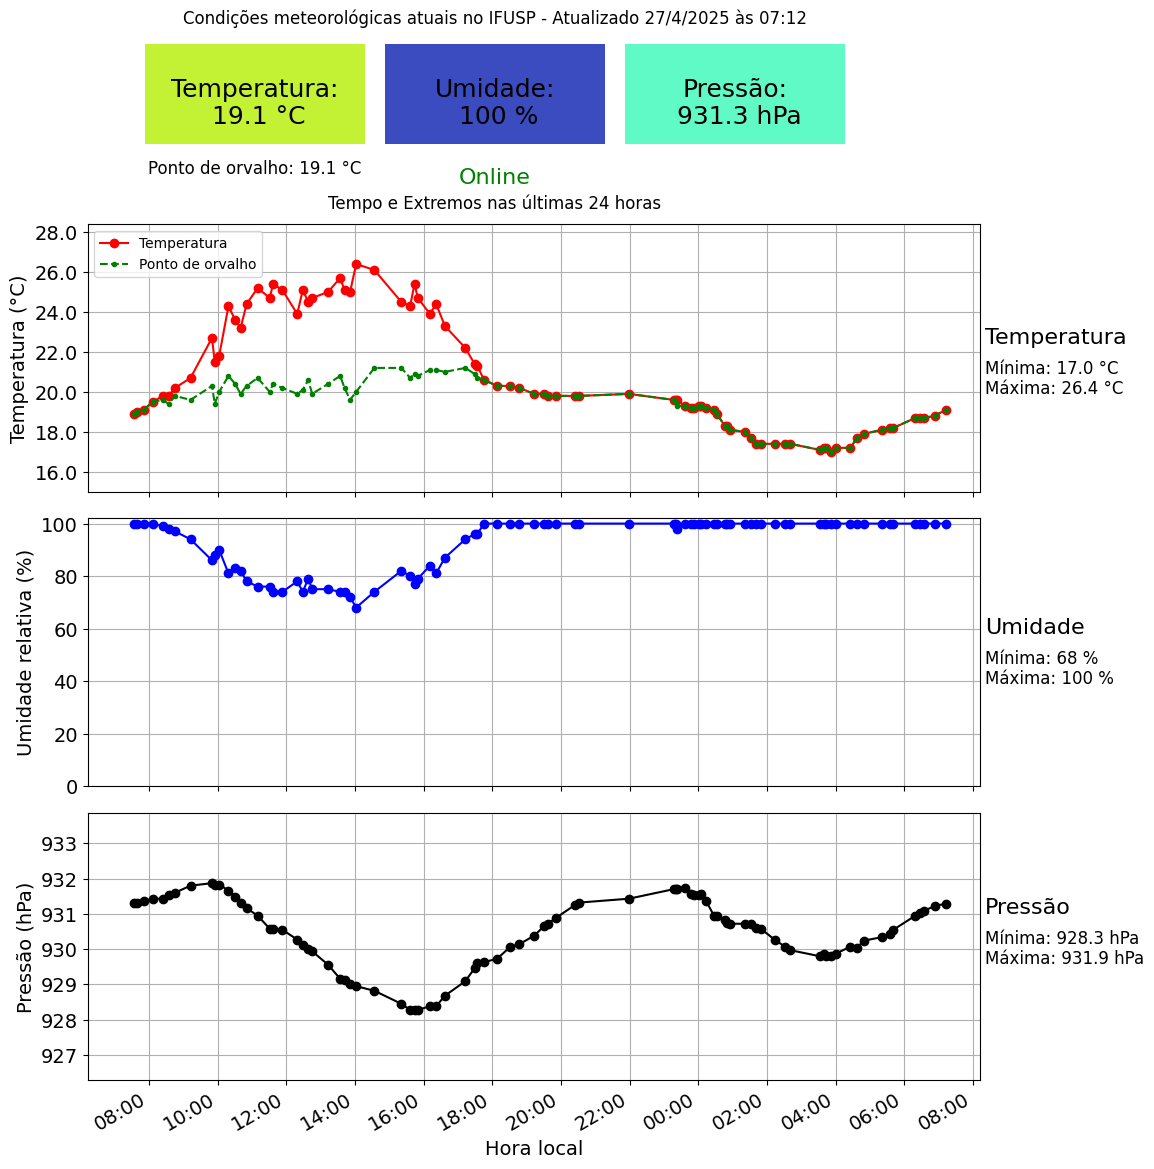 Condições meteorológicas atuais no IFUSP - Atualizado 27/4/2025 às 07:12
Temperatura:
19.1 °C
Umidade:
100 %
Pressão:
931.3 hPa
Ponto de orvalho: 19.1 °C
Online
Tempo e Extremos nas últimas 24 horas
Temperatura (°C)
28.0
26.0
24.0
22.0
20.0
18.0
16.0
Temperatura
Ponto de orvalho
Temperatura
Mínima: 17.0 °C
Máxima: 26.4 °C
Umidade relativa (%)
100
80
60
40
20
0
Umidade
Mínima: 68 %
Máxima: 100 %
Pressão (hPa)
933
932
931
930
929
928
927
Pressão
Mínima: 928.3 hPa
Máxima: 931.9 hPa
08:00
10:00
12:00
14:00
16:00
18:00
20:00
22:00
00:00
02:00
04:00
06:00
08:00
Hora local